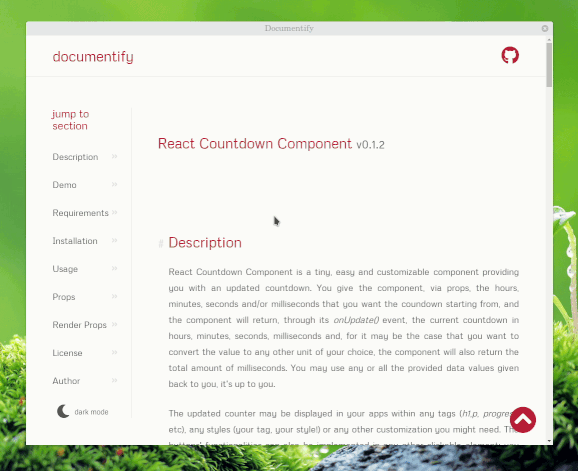 Documentify
documentify
jump to
section
Description
Demo
Requirements
Installation
Usage
Props
Render Props
License
Author
dark mode
React Countdown Component v0.1.2
# Description
React Countdown Component is a tiny, easy and customizable component providing
you with an updated countdown. You give the component, via props, the hours,
minutes, seconds and/or milliseconds that you want the coundown starting from, and
the component will return, through its onUpdate() event, the current countdown in
hours, minutes, seconds, milliseconds and, for it may be the case that you want to
convert the value to any other unit of your choice, the component will also return the
total amount of milliseconds. You may use any or all the provided data values given
back to you, it's up to you.
The updated counter may be displayed in your apps within any tags (h1,p, progress
etc), any styles (your tag, your style!) or any other customization you might need. The